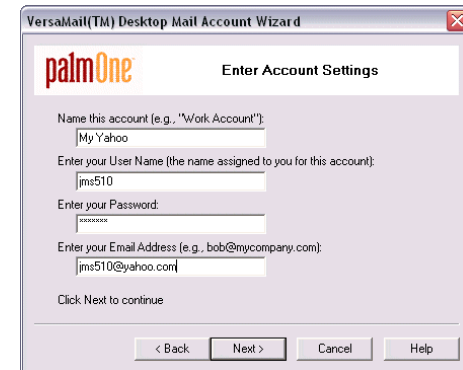 VersaMail(TM) Desktop Mail Account Wizard
palmOne
Enter Account Settings
Name this account (e.g., "Work Account"):
My Yahoo
Enter your User Name (the name assigned to you for this account):
jms510
Enter your Password:
×××××××
Enter your Email Address (e.g., bob@mycompany.com):
jms510@yahoo.com
Click Next to continue
< Back Next > Cancel Help